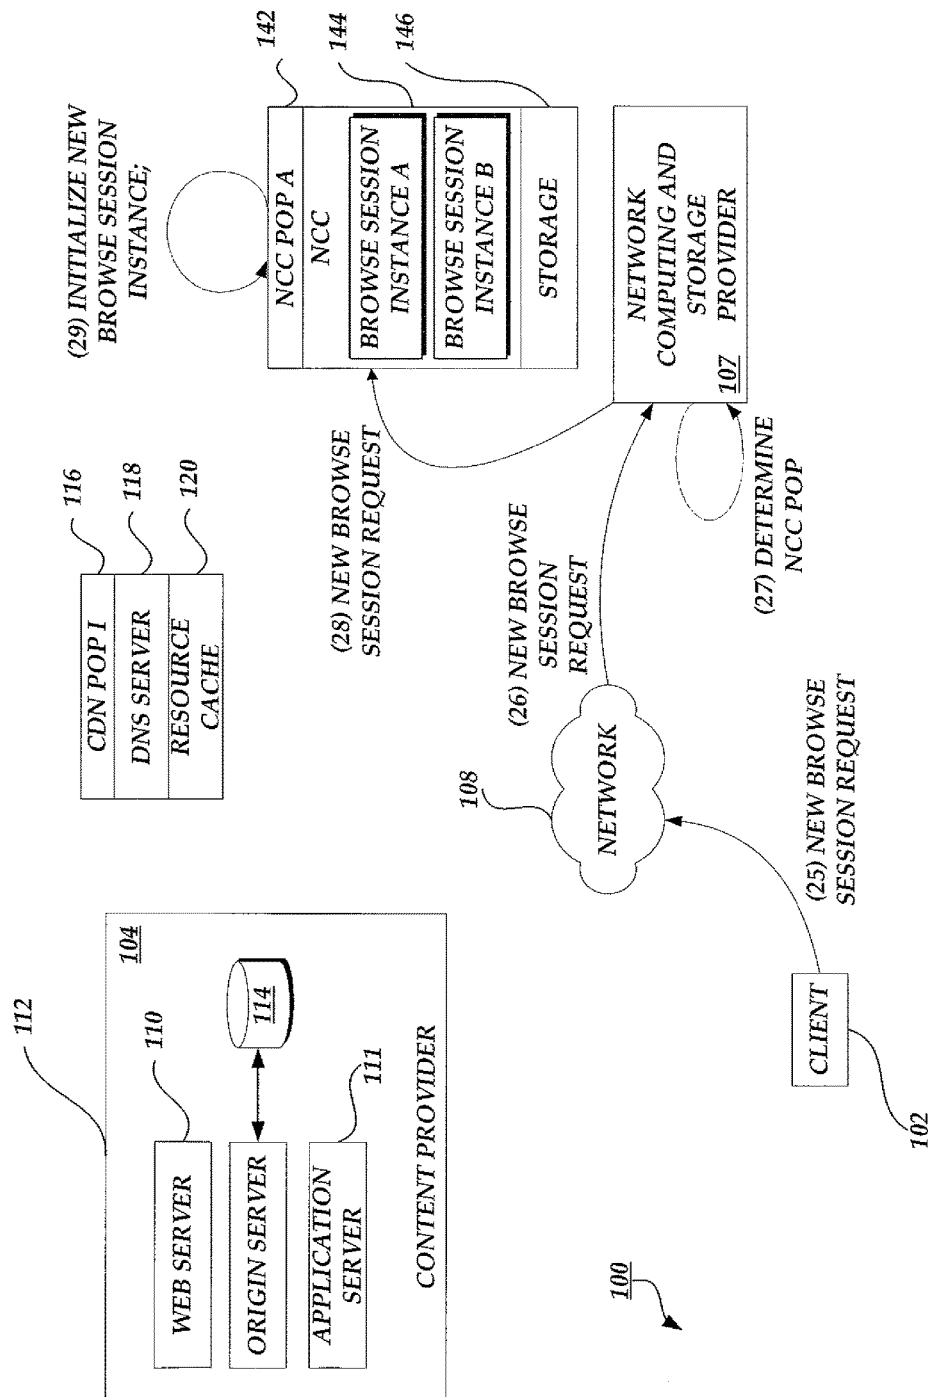 112
104
110
WEB SERVER
ORIGIN SERVER
114
111
APPLICATION
SERVER
CONTENT PROVIDER
116
118
120
CDN POP I
DNS SERVER
RESOURCE
CACHE
(29) INITIALIZE NEW
BROWSE SESSION
INSTANCE;
142
144
146
NCC POP A
NCC
BROWSE SESSION
INSTANCE A
BROWSE SESSION
INSTANCE B
STORAGE
(28) NEW BROWSE
SESSION REQUEST
108
NETWORK
(26) NEW BROWSE
SESSION
REQUEST
NETWORK
COMPUTING AND
STORAGE
PROVIDER
107
(27) DETERMINE
NCC POP
100
CLIENT
102
(25) NEW BROWSE
SESSION REQUEST